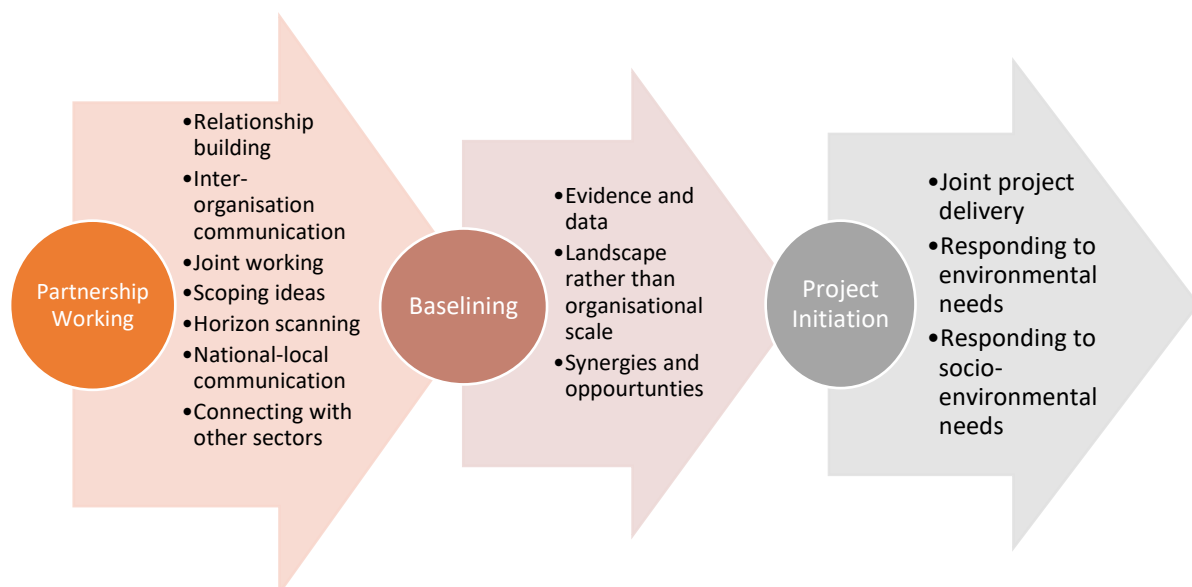 Partnership
Working
•Relationship
building
•Inter-
organisation
communication
•Joint working
•Scoping ideas
•Horizon scanning
•National-local
communication
•Connecting with
other sectors
Baselining
•Evidence and
data
•Landscape
rather than
organisational
scale
•Synergies and
oppourtunties
Project
Initiation
•Joint project
delivery
•Responding to
environmental
needs
•Responding to
socio-
environmental
needs